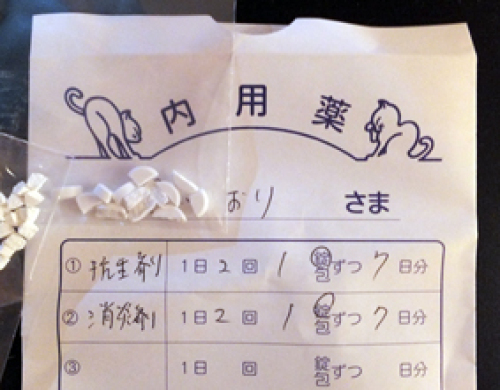 内用薬
おり さま
① 抗生剤 1日2回 1 錠包ずつ 7日分
② 消炎剤 1日2回 1 錠包ずつ 7日分
③ 1日 回 錠包ずつ 日分